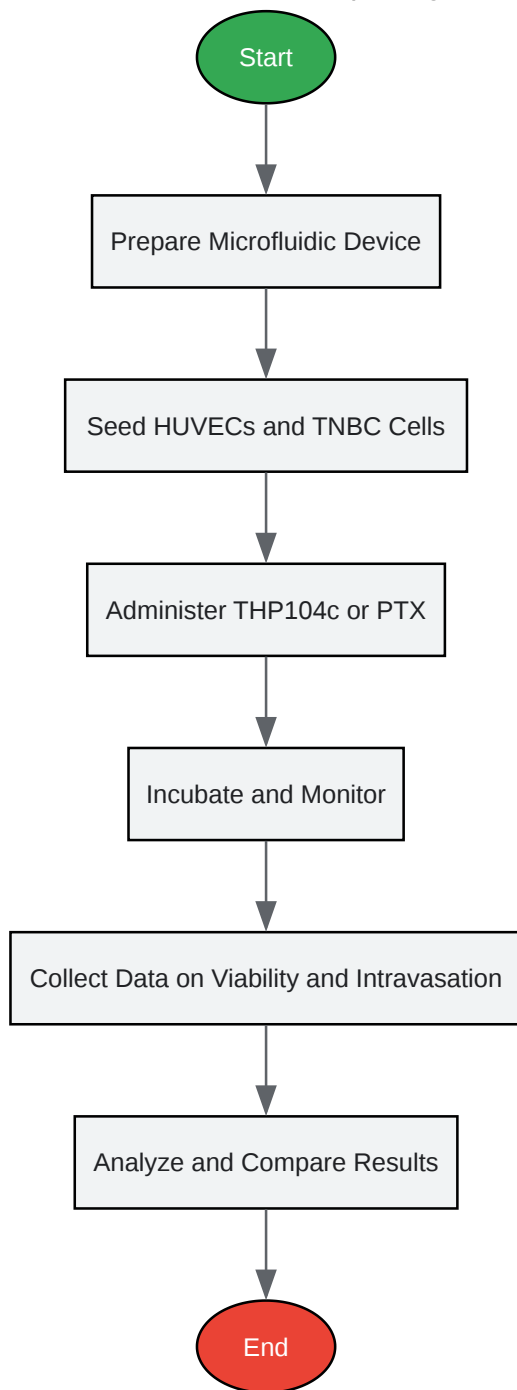 Start
Prepare Microfluidic Device
Seed HUVECs and TNBC Cells
Administer THP104c or PTX
Incubate and Monitor
Collect Data on Viability and Intravasation
Analyze and Compare Results
End